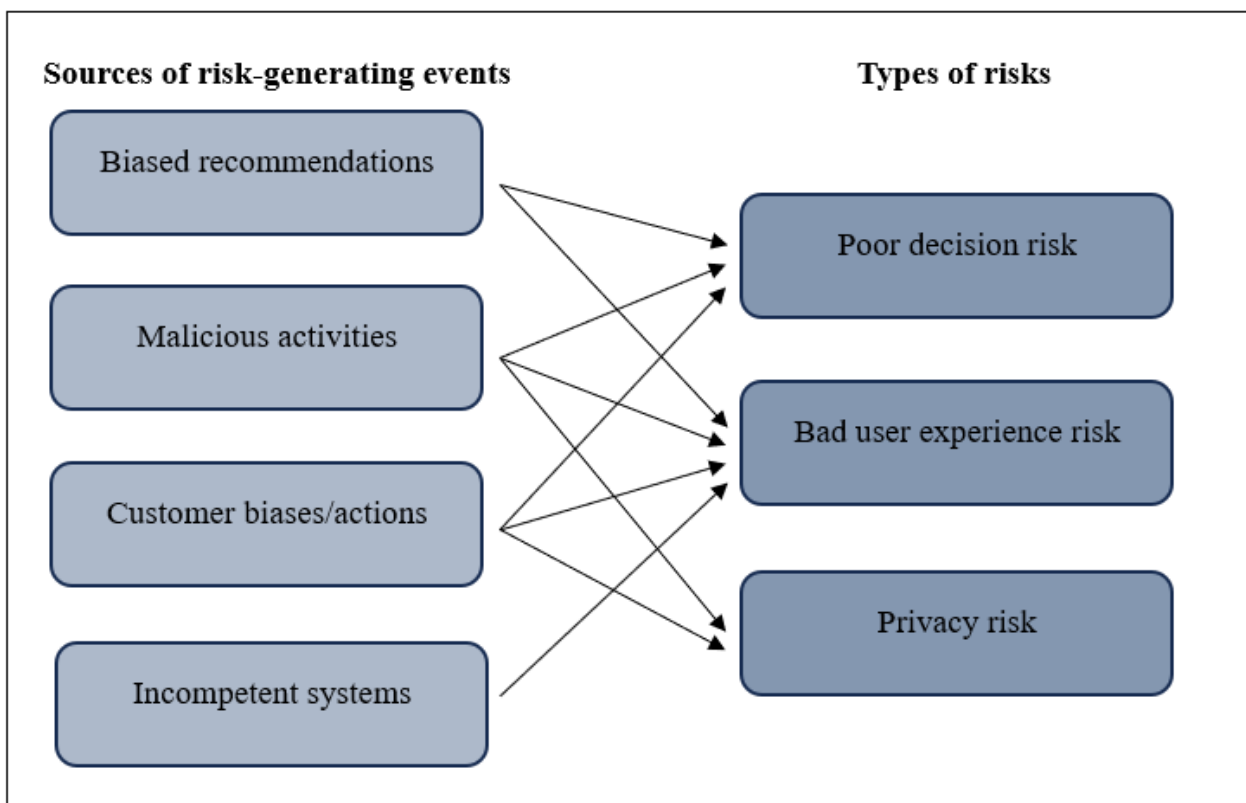 Sources of risk-generating events
Types of risks
Biased recommendations
Poor decision risk
Malicious activities
Bad user experience risk
Customer biases/actions
Privacy risk
Incompetent systems